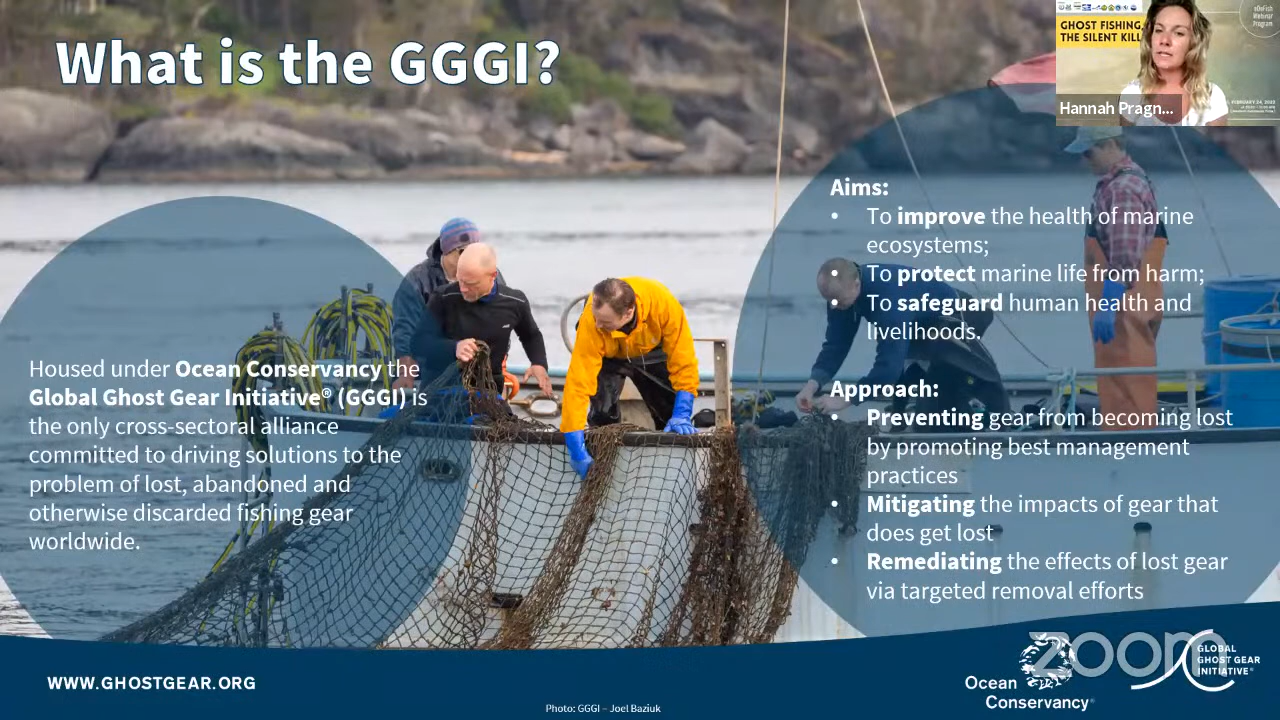 What is the GGGI?
GHOST FISHING,
THE SILENT KILL
Hannah Pragn...
Aims:
• To improve the health of marine
ecosystems;
• To protect marine life from harm;
• To safeguard human health and
livelihoods.
Housed under Ocean Conservancy the
Global Ghost Gear Initiative® (GGGI) is
the only cross-sectoral alliance
committed to driving solutions to the
problem of lost, abandoned and
otherwise discarded fishing gear
worldwide.
Approach:
• Preventing gear from becoming lost
by promoting best management
practices
• Mitigating the impacts of gear that
does get lost
• Remediating the effects of lost gear
via targeted removal efforts
WWW.GHOSTGEAR.ORG
Photo: GGGI – Joel Baziuk
Ocean
Conservancy®
zoom
GLOBAL
GHOST GEAR
INITIATIVE®